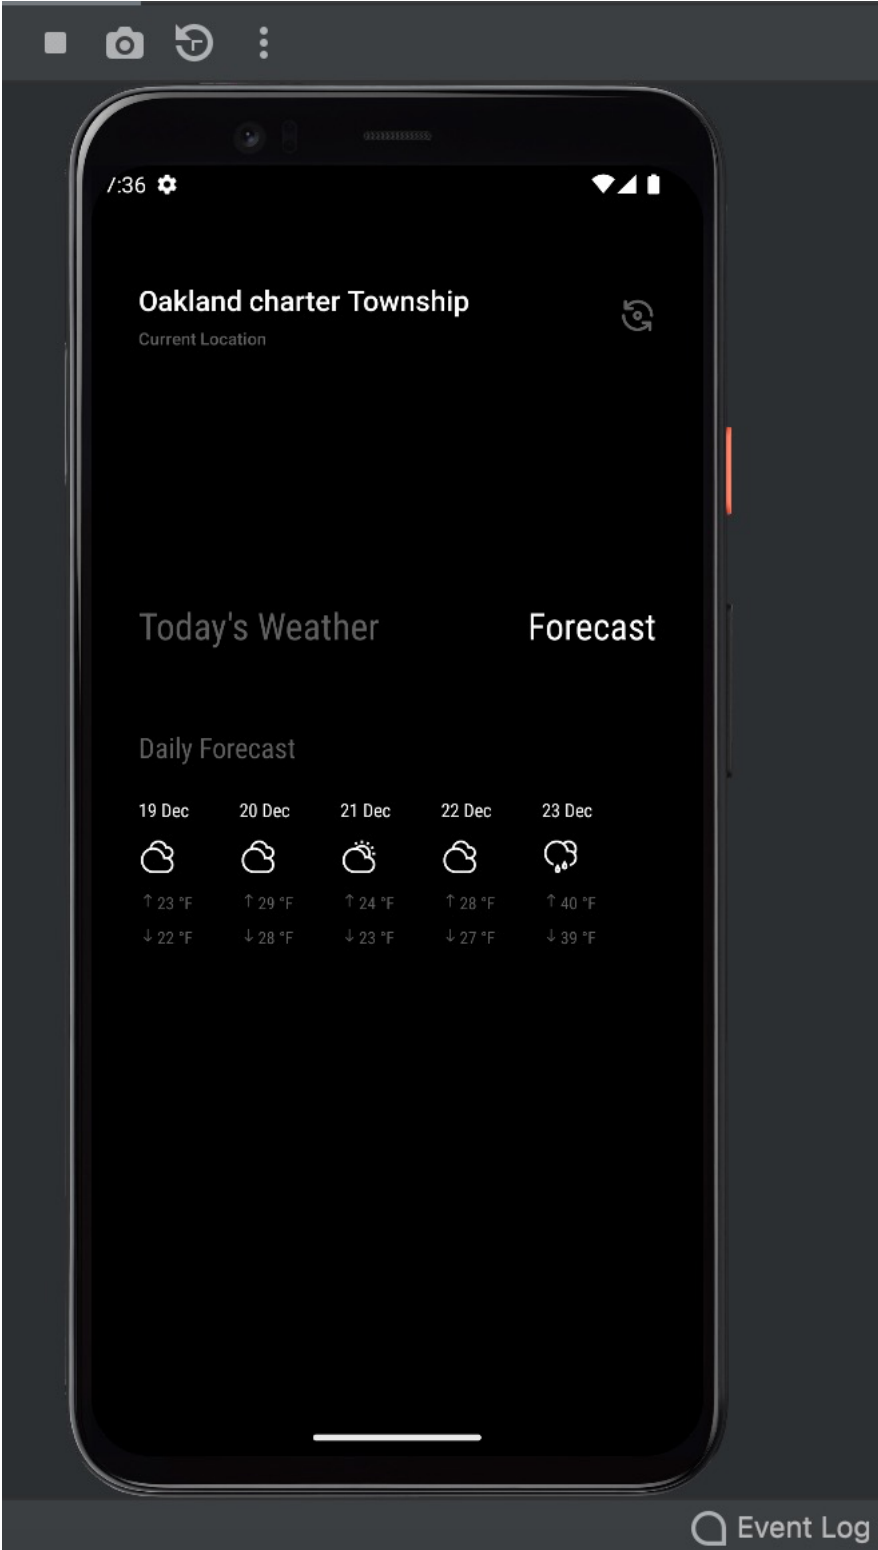 7:36
Oakland charter Township
Current Location
Today's Weather Forecast
Daily Forecast
19 Dec 20 Dec 21 Dec 22 Dec 23 Dec
↑ 23 °F ↑ 29 °F ↑ 24 °F ↑ 28 °F ↑ 40 °F
↓ 22 °F ↓ 28 °F ↓ 23 °F ↓ 27 °F ↓ 39 °F
Event Log